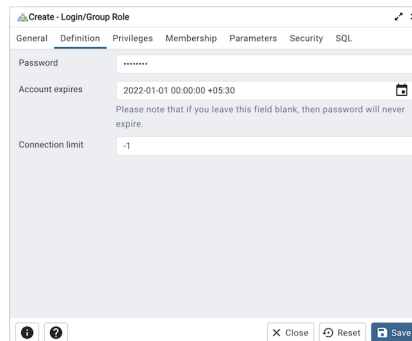 Create - Login/Group Role
General Definition Privileges Membership Parameters Security SQL
Password ........
Account expires 2022-01-01 00:00:00 +05:30
Please note that if you leave this field blank, then password will never
expire.
Connection limit -1
Close Reset Save